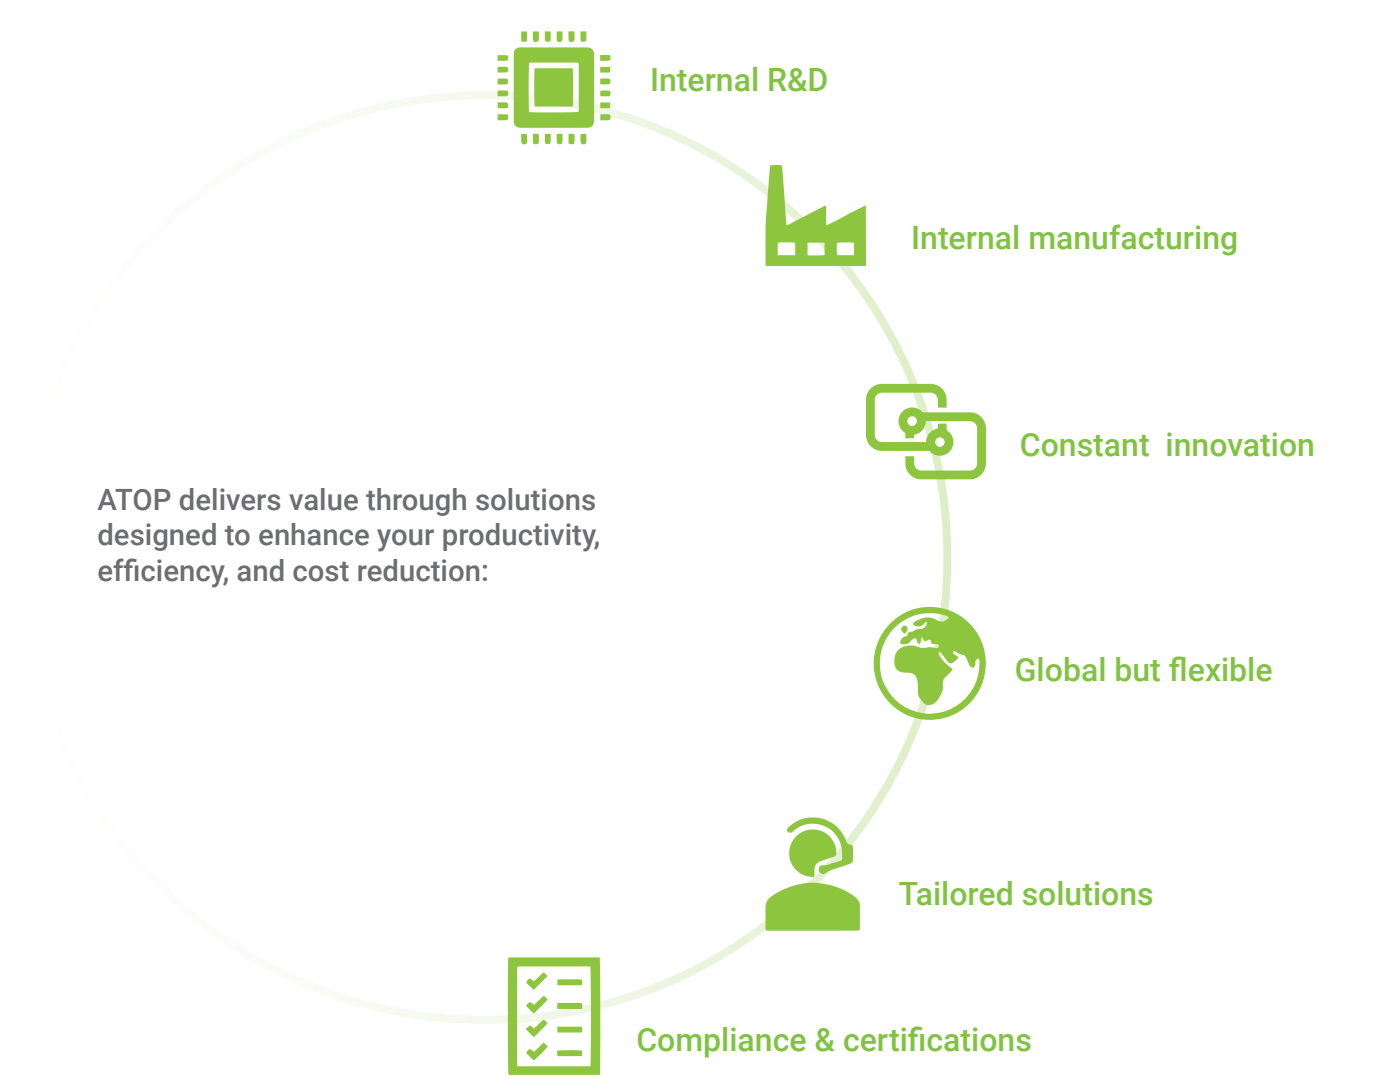 Internal R&D
Internal manufacturing
Constant  innovation
ATOP delivers value through solutions
designed to enhance your productivity,
efficiency, and cost reduction:
Global but flexible
Tailored solutions
Compliance & certifications